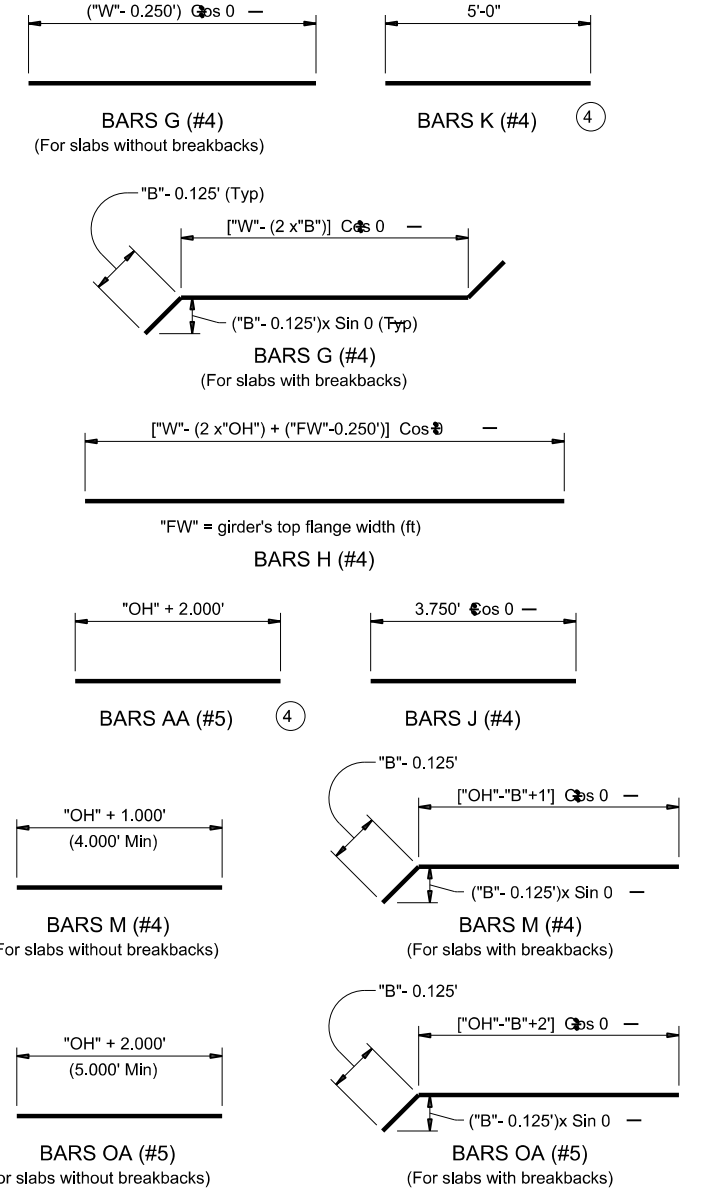 ("W"- 0.250') Cos 0 —
5'-0"
BARS G (#4)
(For slabs without breakbacks)
BARS K (#4)
4
"B"- 0.125' (Typ)
["W"- (2 x"B")] Cos 0 —
("B"- 0.125')x Sin 0 (Typ)
BARS G (#4)
(For slabs with breakbacks)
["W"- (2 x"OH") + ("FW"-0.250')] Cos 0 —
"FW" = girder's top flange width (ft)
BARS H (#4)
"OH" + 2.000'
3.750' Cos 0 —
BARS AA (#5)
4
BARS J (#4)
"B"- 0.125'
["OH"-"B"+1'] Cos 0 —
"OH" + 1.000'
(4.000' Min)
("B"- 0.125')x Sin 0 —
BARS M (#4)
For slabs without breakbacks)
BARS M (#4)
(For slabs with breakbacks)
"B"- 0.125'
["OH"-"B"+2'] Cos 0 —
"OH" + 2.000'
(5.000' Min)
("B"- 0.125')x Sin 0 —
BARS OA (#5)
or slabs without breakbacks)
BARS OA (#5)
(For slabs with breakbacks)